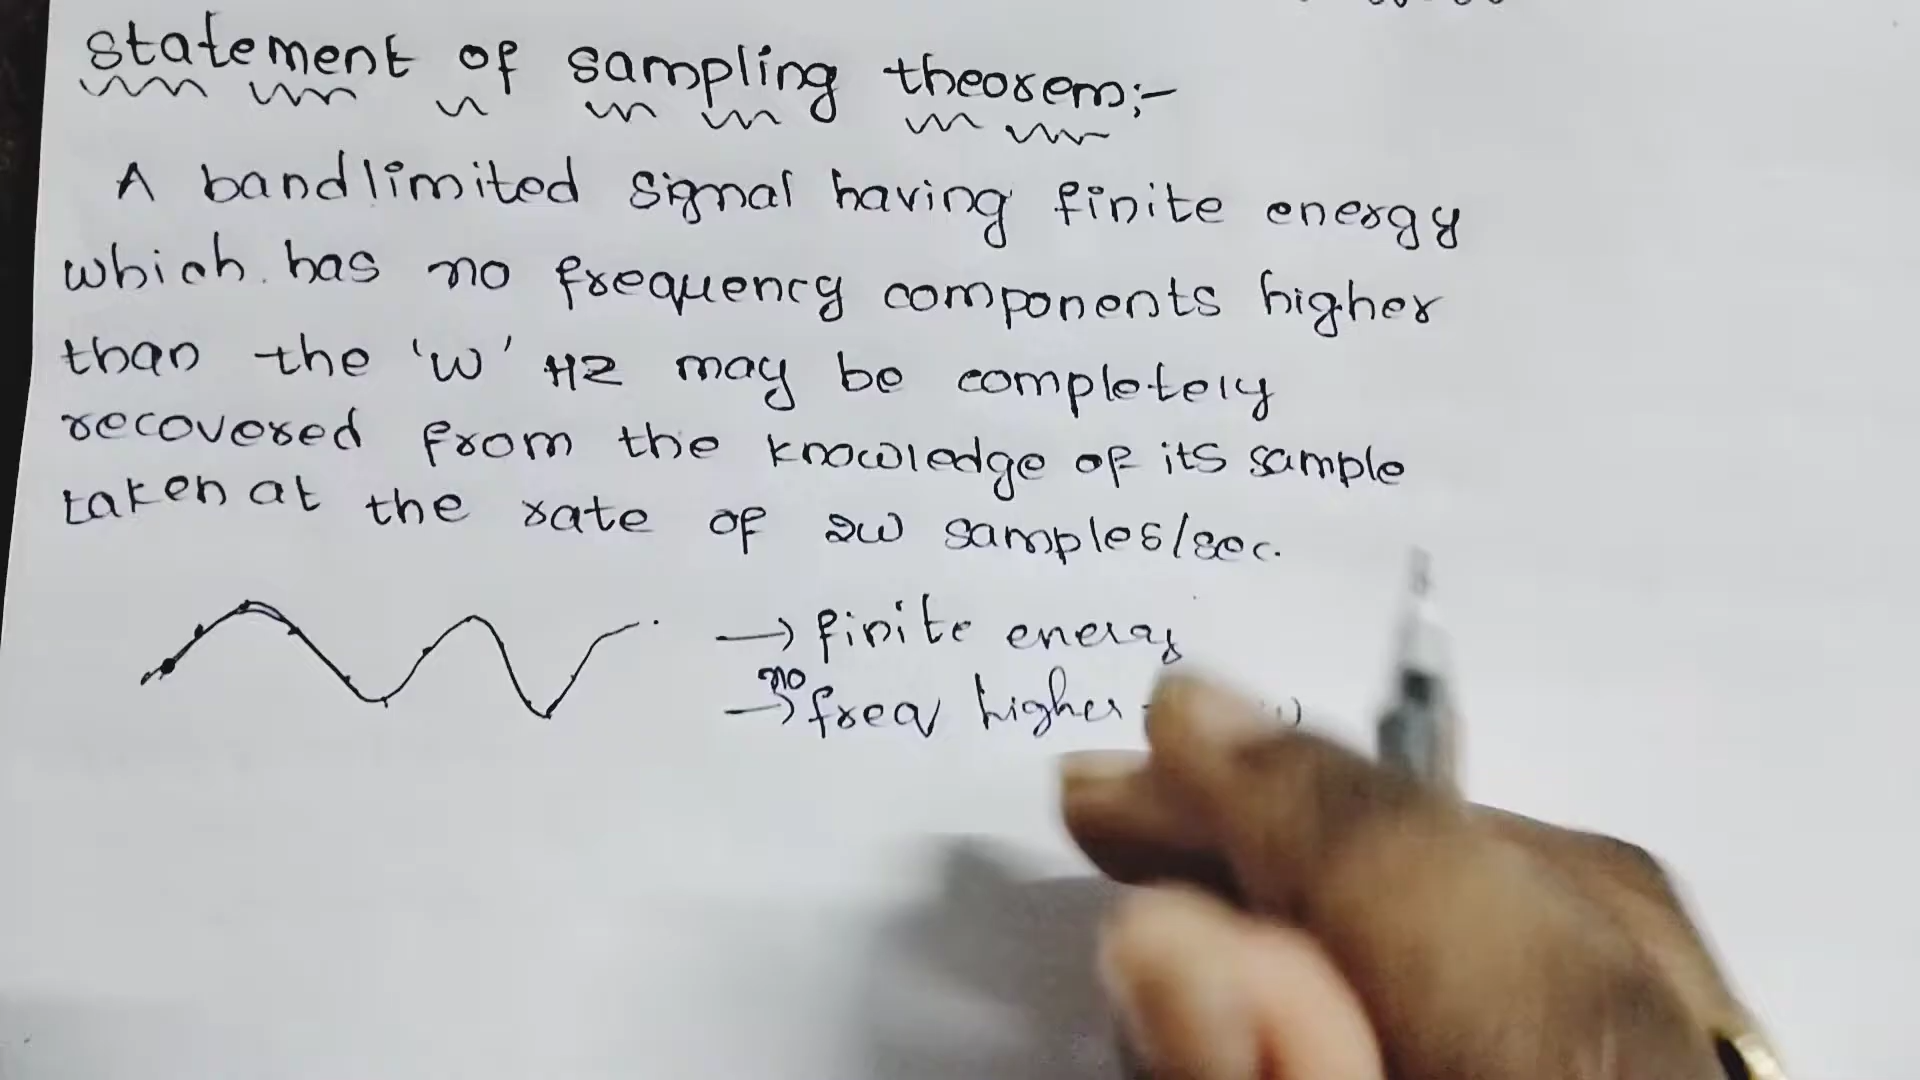 statement of sampling theorem:-
A bandlimited signal having finite energy
which has no frequency components higher
than the 'W' HZ may be completely
recovered from the knowledge of its sample
taken at the rate of 2W samples/sec.
→ finite energy
→ no freq higher